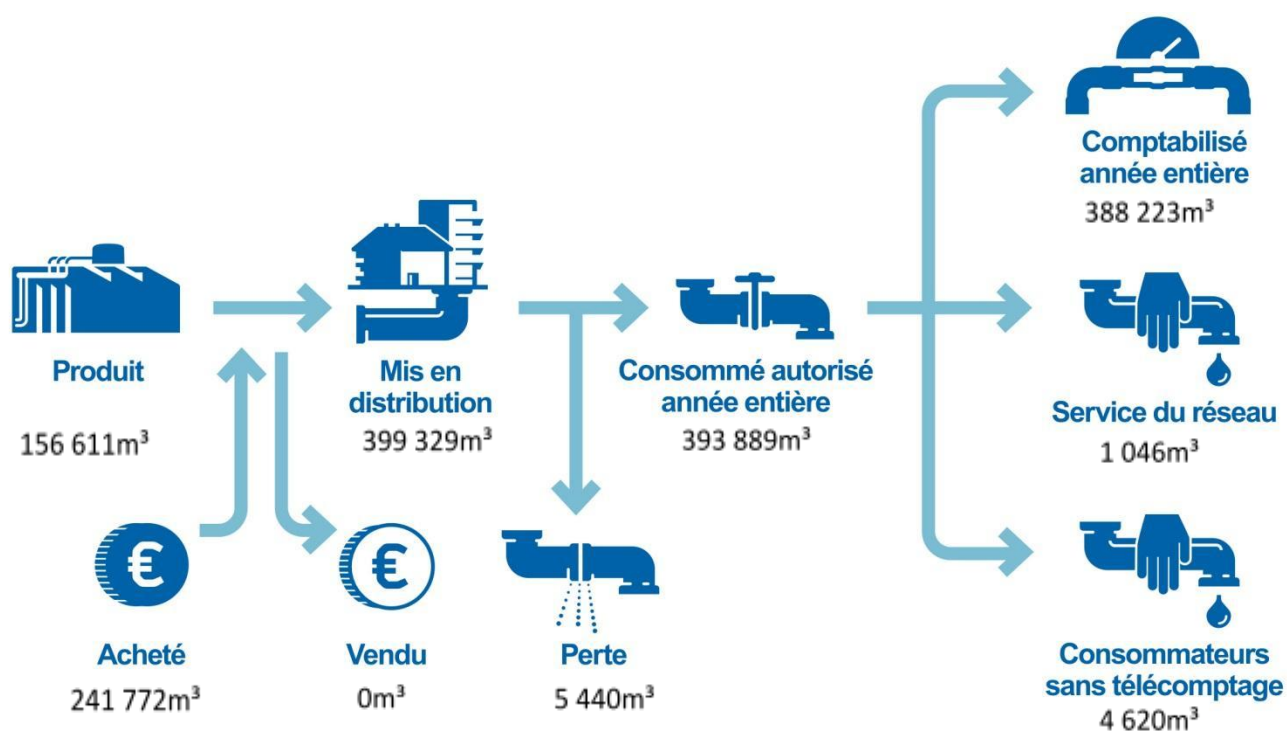 Comptabilisé
année entière
388 223m³
Produit
156 611m³
Mis en
distribution
399 329m³
Consommé autorisé
année entière
393 889m³
Service du réseau
1 046m³
€
Acheté
241 772m³
€
Vendu
0m³
Perte
5 440m³
Consommateurs
sans télécomptage
4 620m³